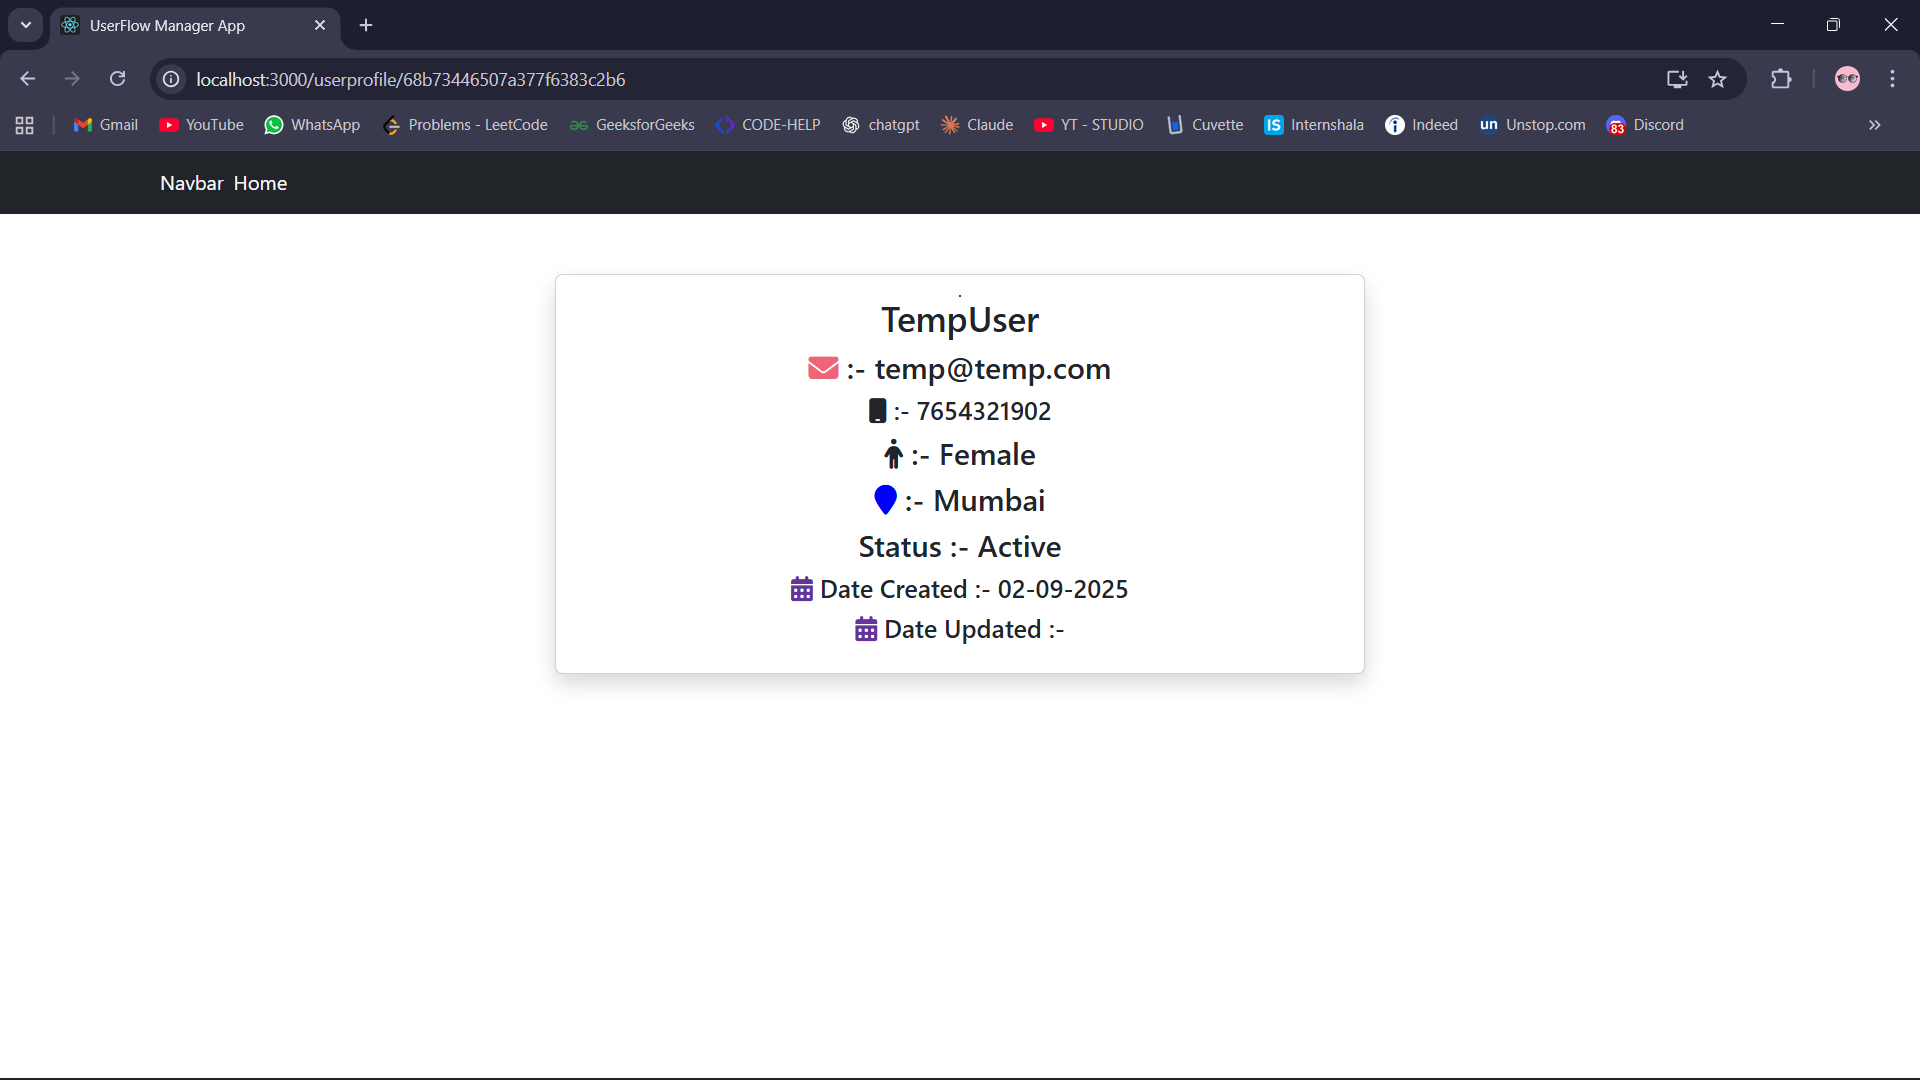 UserFlow Manager App
localhost:3000/userprofile/68b73446507a377f6383c2b6
Gmail YouTube WhatsApp Problems - LeetCode GeeksforGeeks CODE-HELP chatgpt Claude YT - STUDIO Cuvette IS Internshala Indeed un Unstop.com 83 Discord
Navbar Home
TempUser
:- temp@temp.com
:- 7654321902
:- Female
:- Mumbai
Status :- Active
Date Created :- 02-09-2025
Date Updated :-